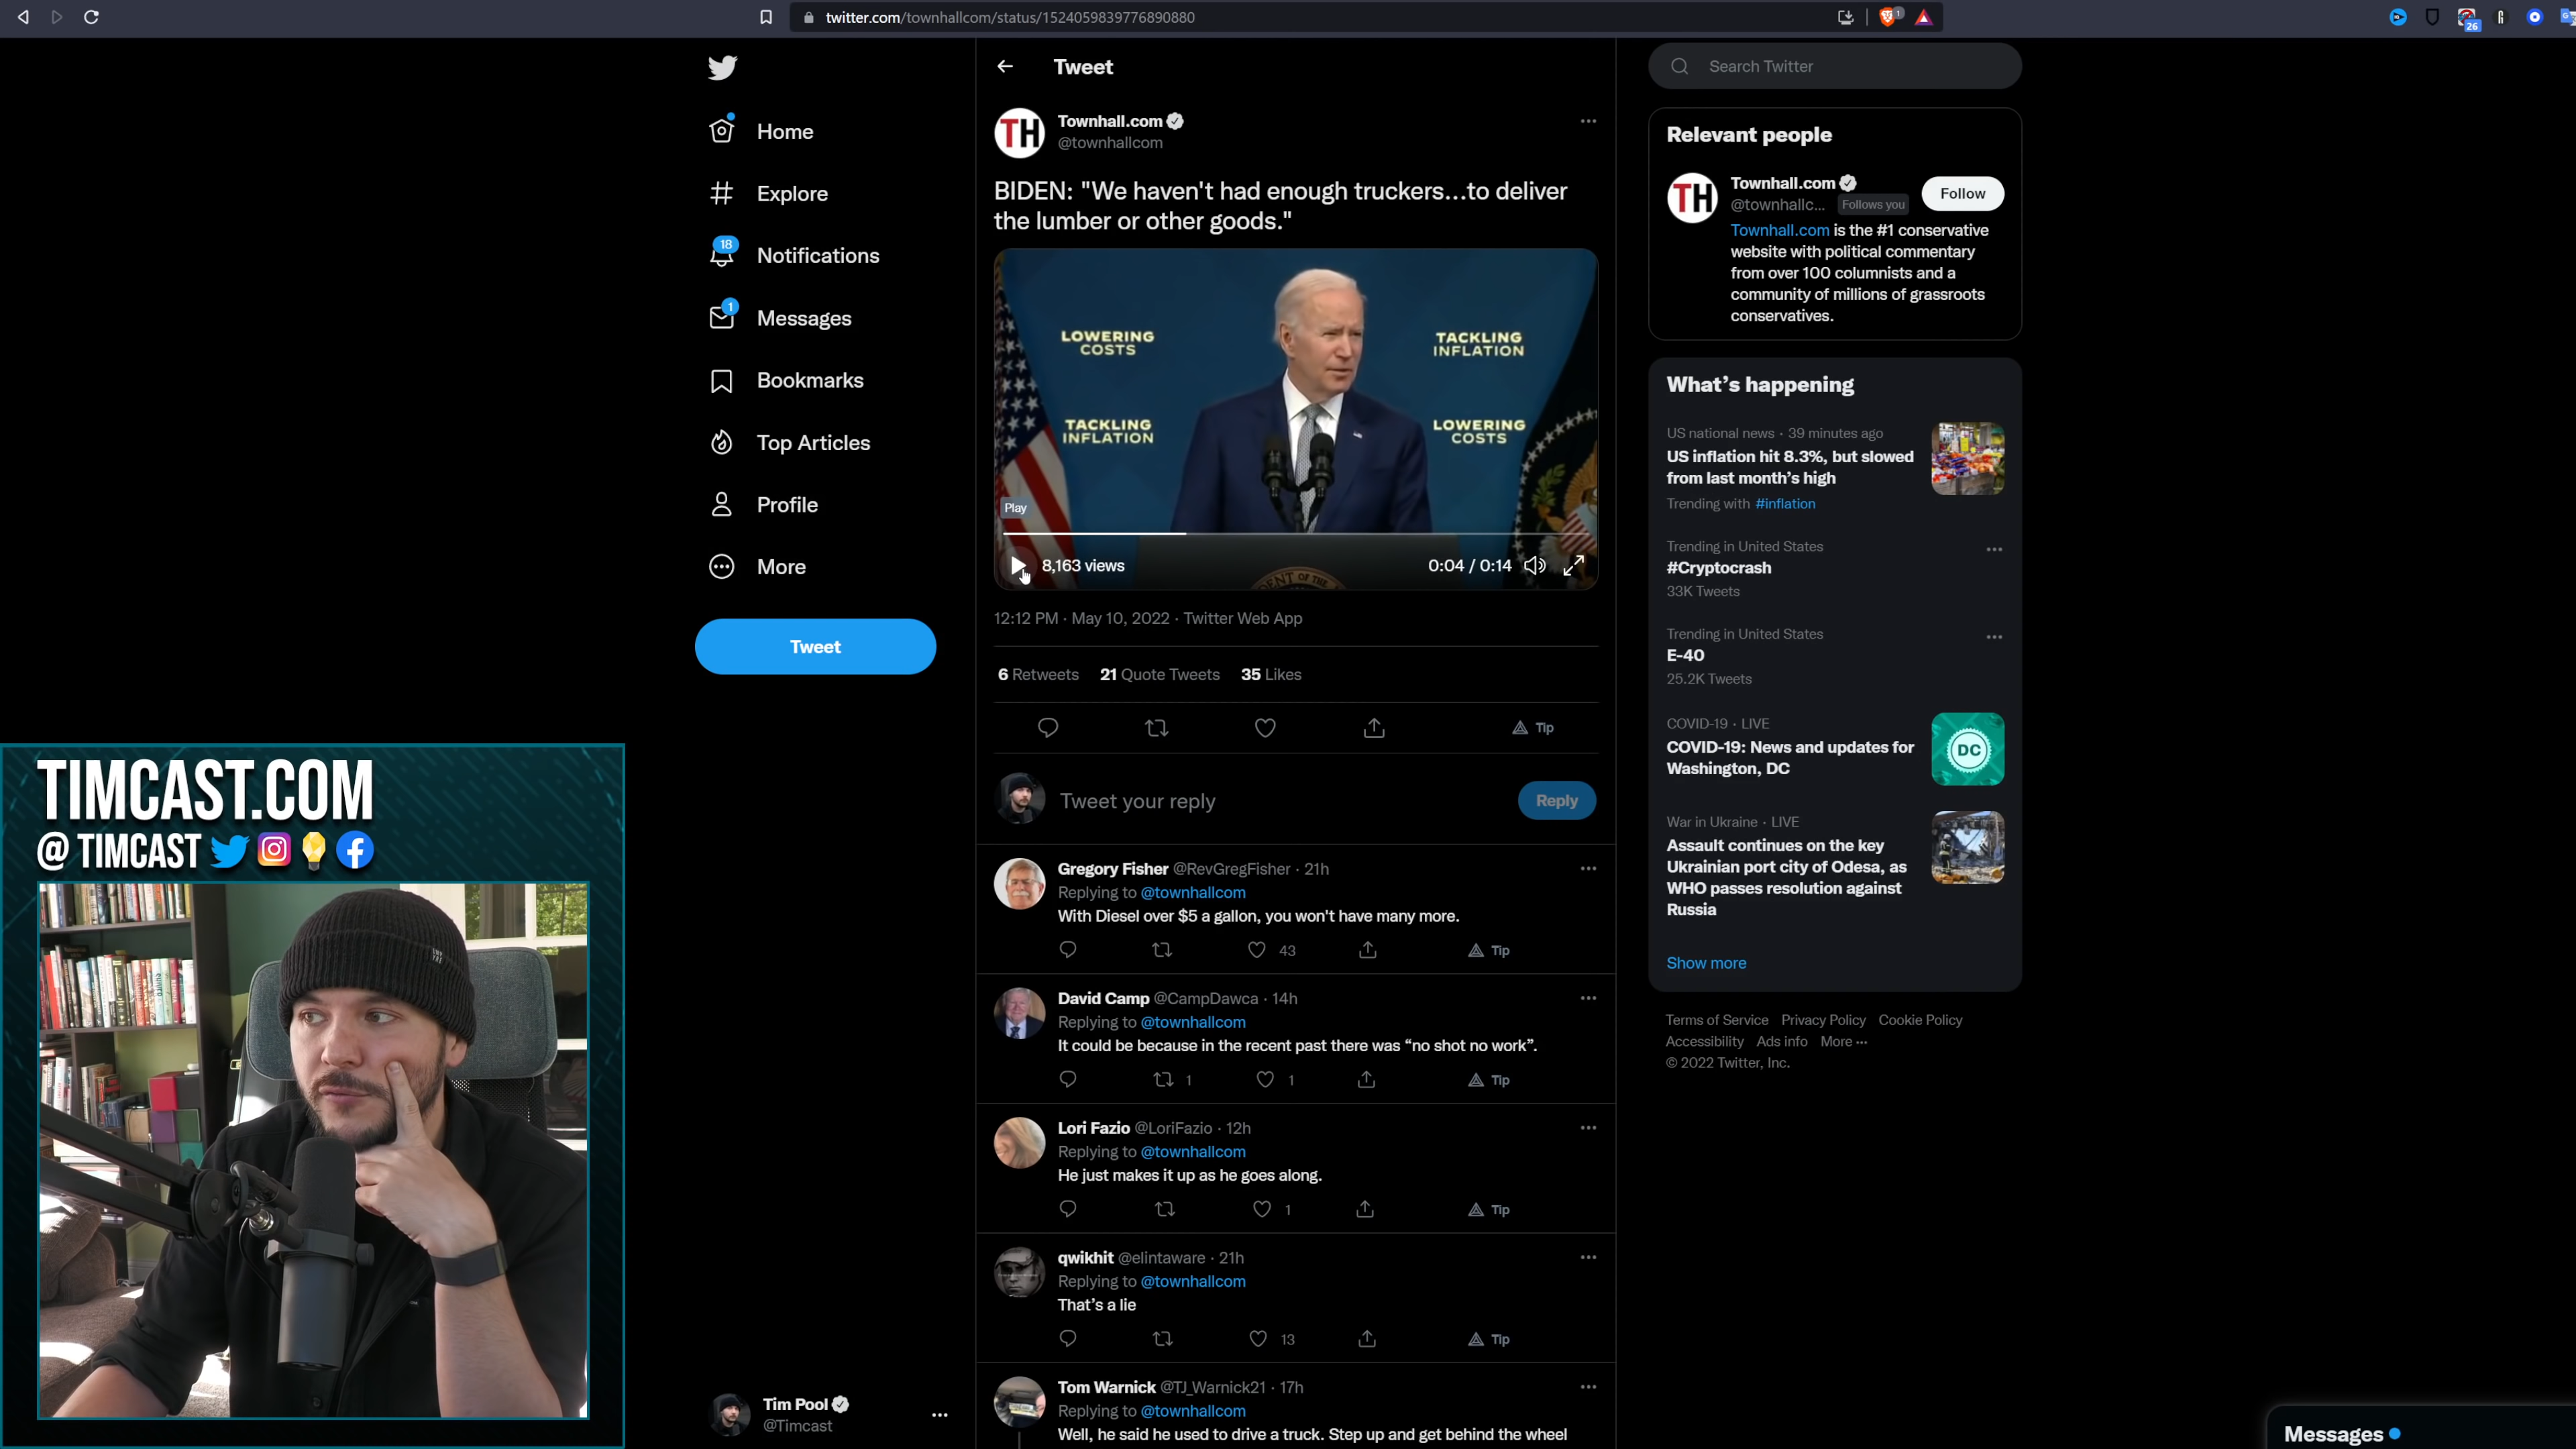 twitter.com/townhallcom/status/1524059839776890880
1
26
Home
Explore
18
Notifications
1
Messages
Bookmarks
Top Articles
Profile
More
Tweet
Tim Pool
@Timcast
Tweet
TH
Townhall.com
@townhallcom
BIDEN: "We haven't had enough truckers...to deliver
the lumber or other goods."
LOWERING
COSTS
TACKLING
INFLATION
TACKLING
INFLATION
LOWERING
COSTS
Play
8,163 views
0:04 / 0:14
12:12 PM · May 10, 2022 · Twitter Web App
6 Retweets 21 Quote Tweets 35 Likes
Tip
Tweet your reply
Reply
Gregory Fisher @RevGregFisher · 21h
Replying to @townhallcom
With Diesel over $5 a gallon, you won't have many more.
43
Tip
David Camp @CampDawca · 14h
Replying to @townhallcom
It could be because in the recent past there was “no shot no work”.
1
1
Tip
Lori Fazio @LoriFazio · 12h
Replying to @townhallcom
He just makes it up as he goes along.
1
Tip
qwikhit @elintaware · 21h
Replying to @townhallcom
That’s a lie
13
Tip
Tom Warnick @TJ_Warnick21 · 17h
Replying to @townhallcom
Well, he said he used to drive a truck. Step up and get behind the wheel
Search Twitter
Relevant people
TH
Townhall.com
@townhallc... Follows you
Follow
Townhall.com is the #1 conservative
website with political commentary
from over 100 columnists and a
community of millions of grassroots
conservatives.
What’s happening
US national news · 39 minutes ago
US inflation hit 8.3%, but slowed
from last month’s high
Trending with #inflation
Trending in United States
#Cryptocrash
33K Tweets
Trending in United States
E-40
25.2K Tweets
COVID-19 · LIVE
COVID-19: News and updates for
Washington, DC
DC
War in Ukraine · LIVE
Assault continues on the key
Ukrainian port city of Odesa, as
WHO passes resolution against
Russia
Show more
Terms of Service Privacy Policy Cookie Policy
Accessibility Ads info More ···
© 2022 Twitter, Inc.
Messages
TIMCAST.COM
@ TIMCAST